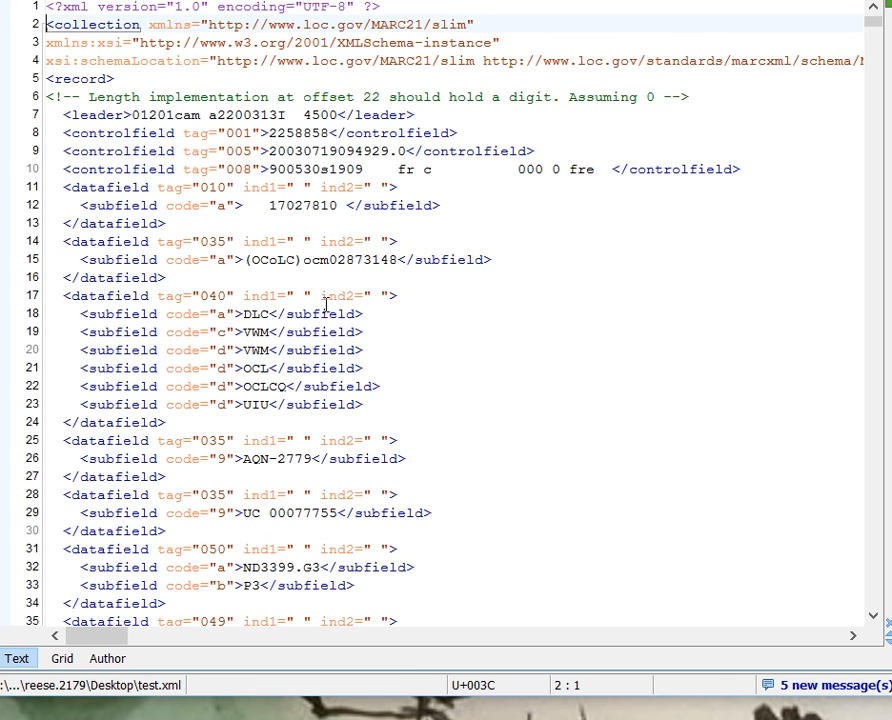 1 <?xml version="1.0" encoding="UTF-8" ?>
2 <collection xmlns="http://www.loc.gov/MARC21/slim"
3 xmlns:xsi="http://www.w3.org/2001/XMLSchema-instance"
4 xsi:schemaLocation="http://www.loc.gov/MARC21/slim http://www.loc.gov/standards/marcxml/schema/
5 <record>
6 <!-- Length implementation at offset 22 should hold a digit. Assuming 0 -->
7   <leader>01201cam a2200313I  4500</leader>
8   <controlfield tag="001">2258858</controlfield>
9   <controlfield tag="005">20030719094929.0</controlfield>
10   <controlfield tag="008">900530s1909    fr c          000 0 fre  </controlfield>
11   <datafield tag="010" ind1=" " ind2=" ">
12     <subfield code="a">   17027810 </subfield>
13   </datafield>
14   <datafield tag="035" ind1=" " ind2=" ">
15     <subfield code="a">(OCoLC)ocm02873148</subfield>
16   </datafield>
17   <datafield tag="040" ind1=" " ind2=" ">
18     <subfield code="a">DLC</subfield>
19     <subfield code="c">VWM</subfield>
20     <subfield code="d">VWM</subfield>
21     <subfield code="d">OCL</subfield>
22     <subfield code="d">OCLCQ</subfield>
23     <subfield code="d">UIU</subfield>
24   </datafield>
25   <datafield tag="035" ind1=" " ind2=" ">
26     <subfield code="9">AQN-2779</subfield>
27   </datafield>
28   <datafield tag="035" ind1=" " ind2=" ">
29     <subfield code="9">UC 00077755</subfield>
30   </datafield>
31   <datafield tag="050" ind1=" " ind2=" ">
32     <subfield code="a">ND3399.G3</subfield>
33     <subfield code="b">P3</subfield>
34   </datafield>
35   <datafield tag="049" ind1=" " ind2=" ">
Text Grid Author
:\...\reese.2179\Desktop\test.xml U+003C 2 : 1 5 new message(s)